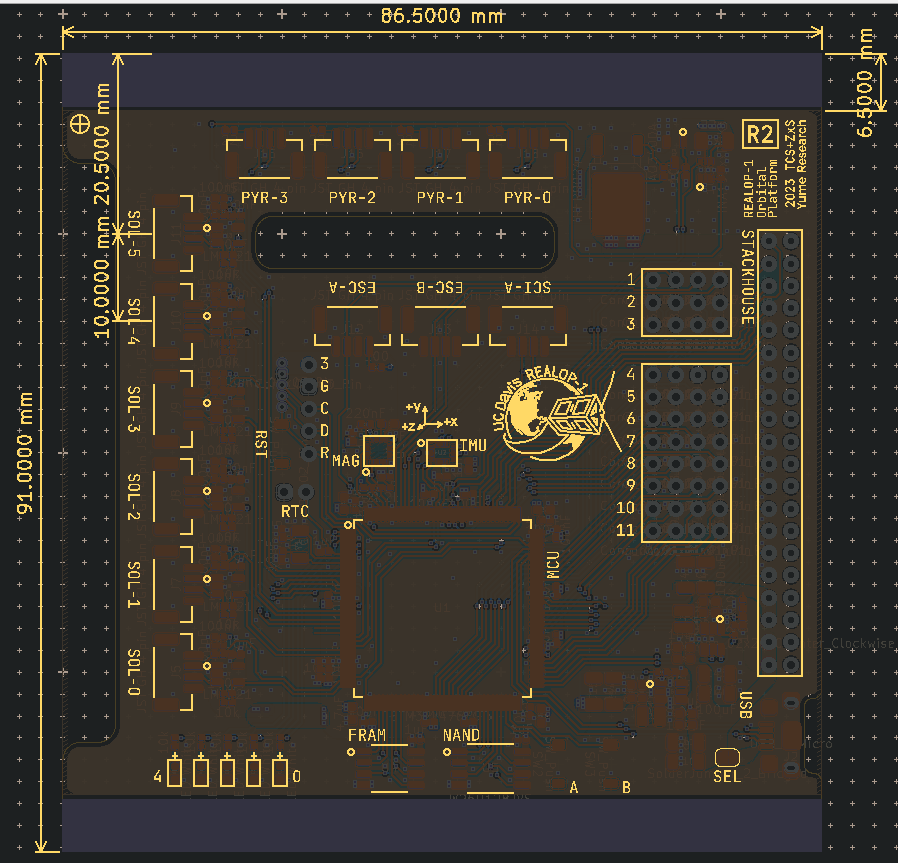 86.5000 mm
6.5000 mm
91.0000 mm
20.5000 mm
10.0000 mm
R2
REALOP-1
Orbital
Platform
2023 TCS+ZxS
Yume Research
PYR-3
PYR-2
PYR-1
PYR-0
SOL-5
SOL-4
SOL-3
SOL-2
SOL-1
SOL-0
ESC-A
ESC-B
SCI-A
STACKHOUSE
1
2
3
4
5
6
7
8
9
10
11
3
G
C
D
R
RST
UC Davis REALOP-1
+Y
+Z
+X
MAG
IMU
RTC
MCU
FRAM
NAND
USB
SEL
A
B
4
0